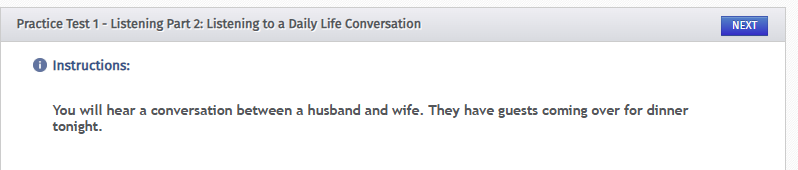 Practice Test 1 - Listening Part 2: Listening to a Daily Life Conversation
NEXT
Instructions:
You will hear a conversation between a husband and wife. They have guests coming over for dinner
tonight.